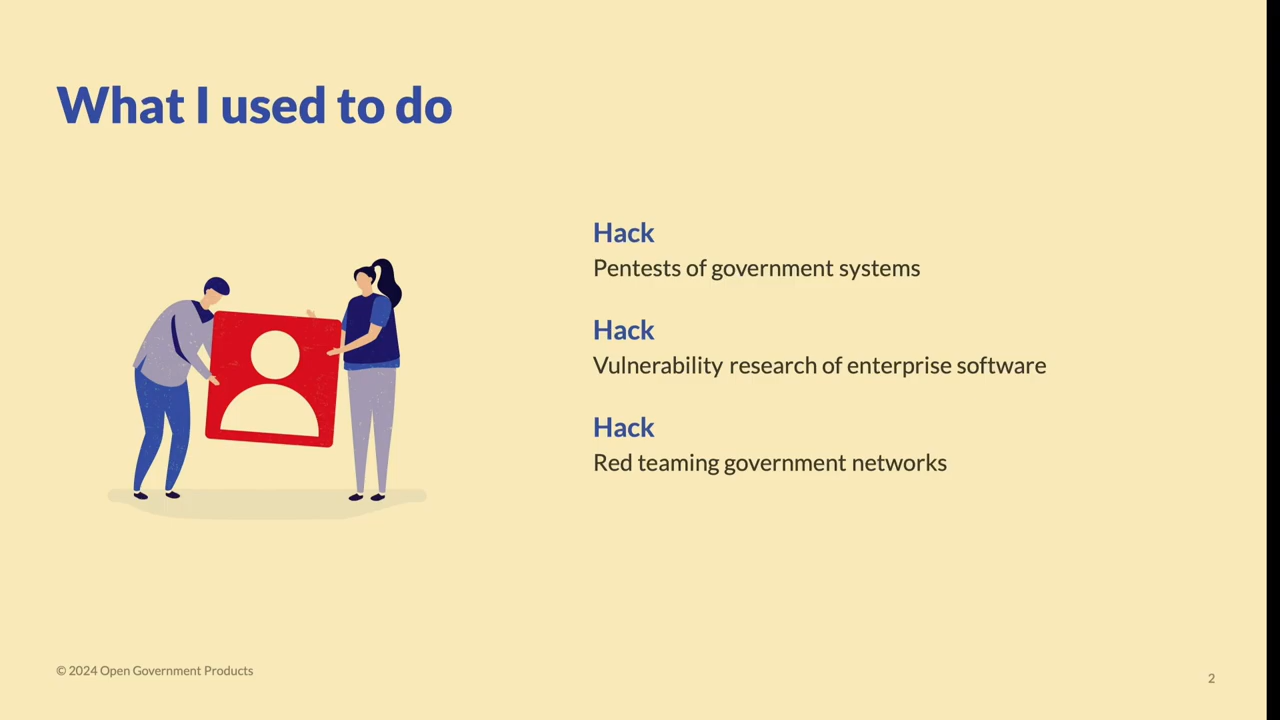 What I used to do
Hack
Pentests of government systems
Hack
Vulnerability research of enterprise software
Hack
Red teaming government networks
© 2024 Open Government Products
2